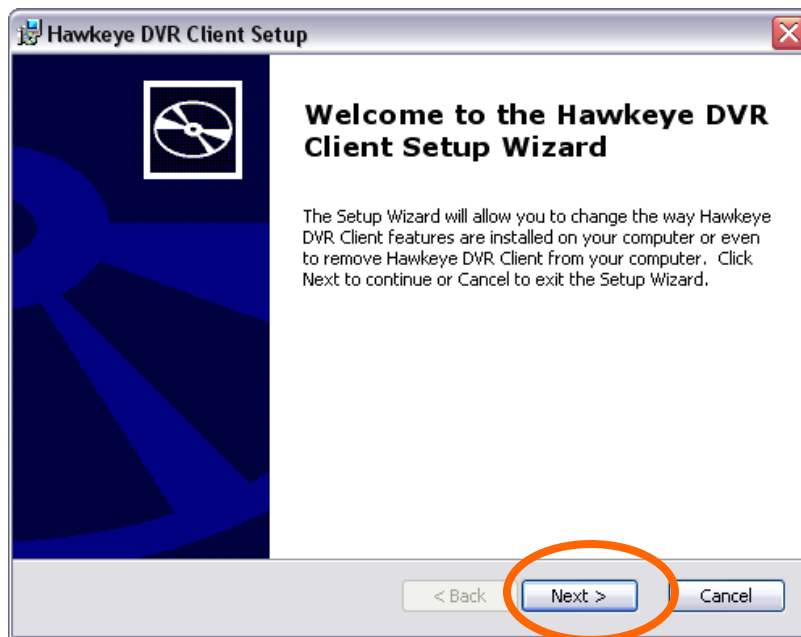 Hawkeye DVR Client Setup
Welcome to the Hawkeye DVR
Client Setup Wizard
The Setup Wizard will allow you to change the way Hawkeye
DVR Client features are installed on your computer or even
to remove Hawkeye DVR Client from your computer.  Click
Next to continue or Cancel to exit the Setup Wizard.
< Back Next > Cancel